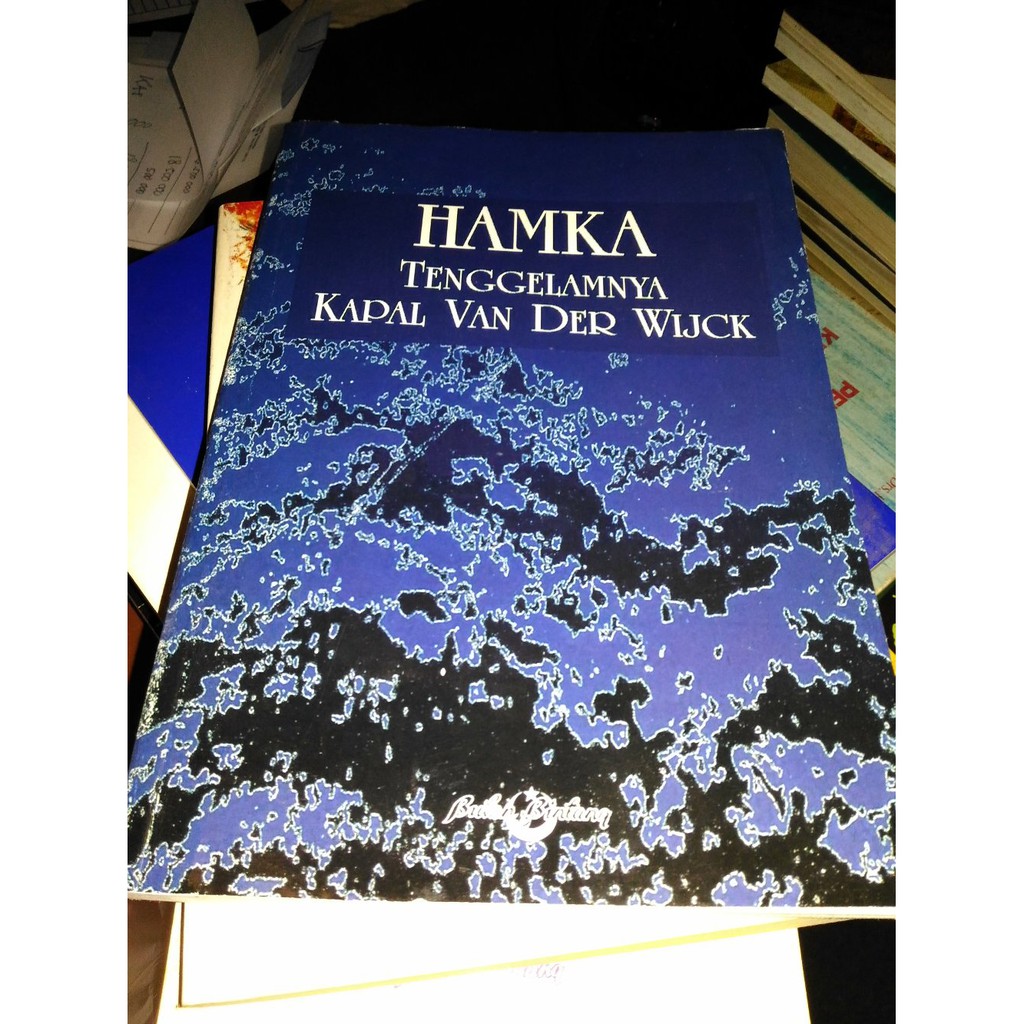 HAMKA
TENGGELAMNYA
KAPAL VAN DER WIJCK
Bulan Bintang